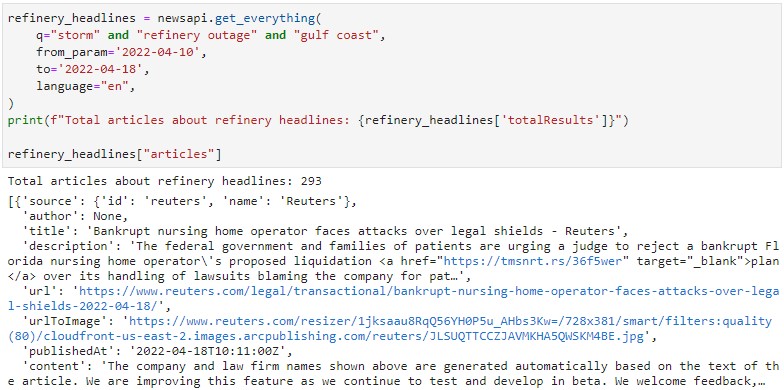 refinery_headlines = newsapi.get_everything(
    q="storm" and "refinery outage" and "gulf coast",
    from_param='2022-04-10',
    to='2022-04-18',
    language="en",
)
print(f"Total articles about refinery headlines: {refinery_headlines['totalResults']}")
refinery_headlines["articles"]
Total articles about refinery headlines: 293
[{'source': {'id': 'reuters', 'name': 'Reuters'},
  'author': None,
  'title': 'Bankrupt nursing home operator faces attacks over legal shields - Reuters',
  'description': 'The federal government and families of patients are urging a judge to reject a bankrupt Fl
orida nursing home operator\'s proposed liquidation <a href="https://tmsnrt.rs/36f5wer" target="_blank">plan
</a> over its handling of lawsuits blaming the company for pat…',
  'url': 'https://www.reuters.com/legal/transactional/bankrupt-nursing-home-operator-faces-attacks-over-lega
l-shields-2022-04-18/',
  'urlToImage': 'https://www.reuters.com/resizer/1jksaau8RqQ56YH0P5u_AHbs3Kw=/728x381/smart/filters:quality
(80)/cloudfront-us-east-2.images.arcpublishing.com/reuters/JLSUQTTCCZJAVMKHA5QWSKM4BE.jpg',
  'publishedAt': '2022-04-18T10:11:00Z',
  'content': 'The company and law firm names shown above are generated automatically based on the text of th
e article. We are improving this feature as we continue to test and develop in beta. We welcome feedback,…